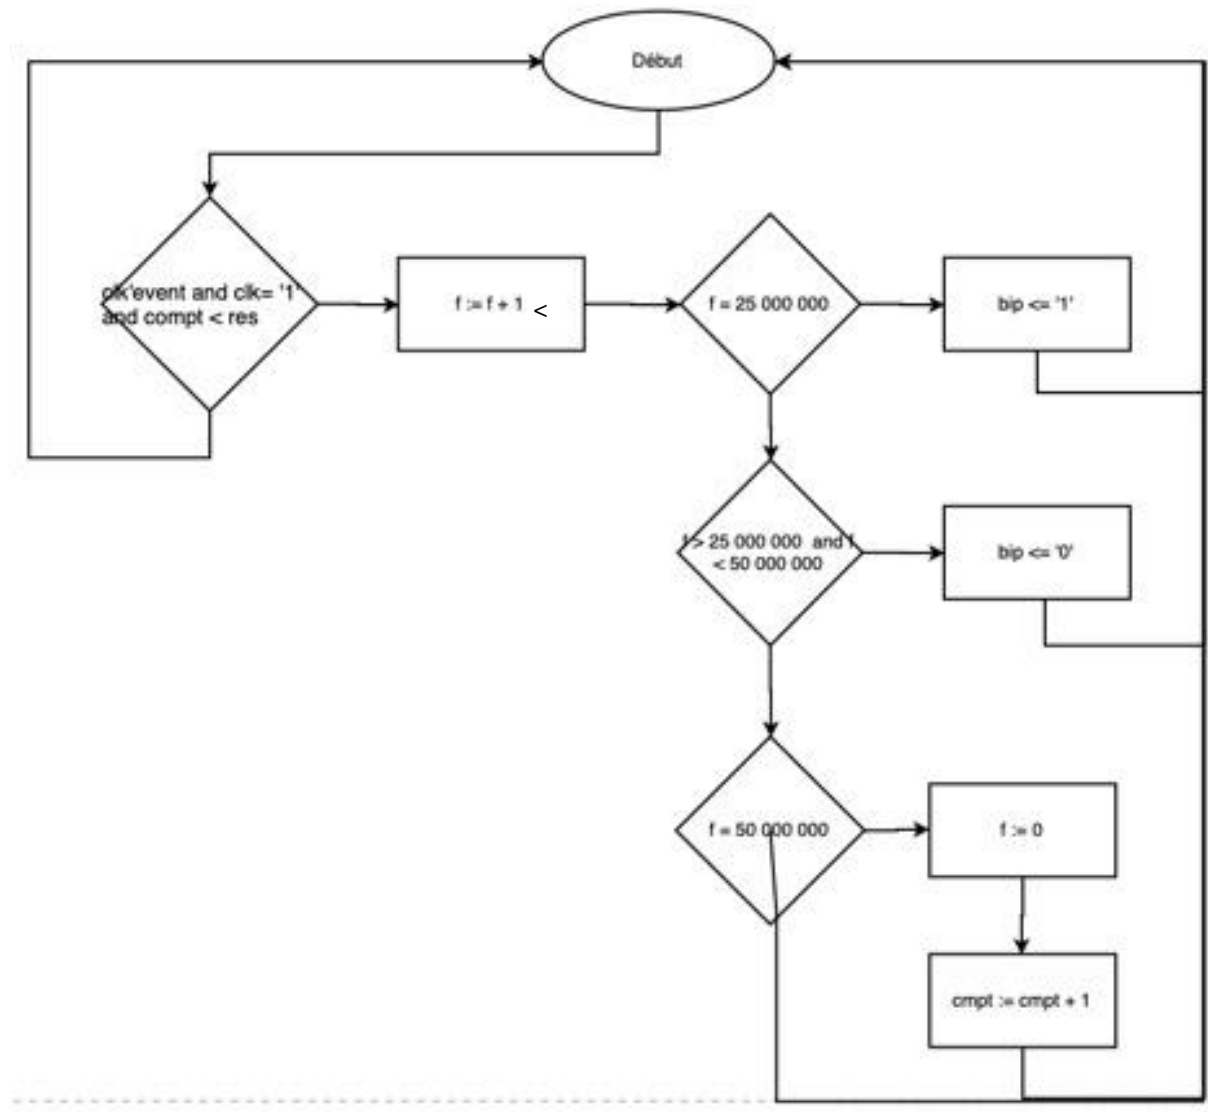 Début
clk'event and clk= '1'
and compt < res
f := f + 1 <
f = 25 000 000
bip <= '1'
f > 25 000 000 and f
< 50 000 000
bip <= '0'
f = 50 000 000
f := 0
cmpt := cmpt + 1